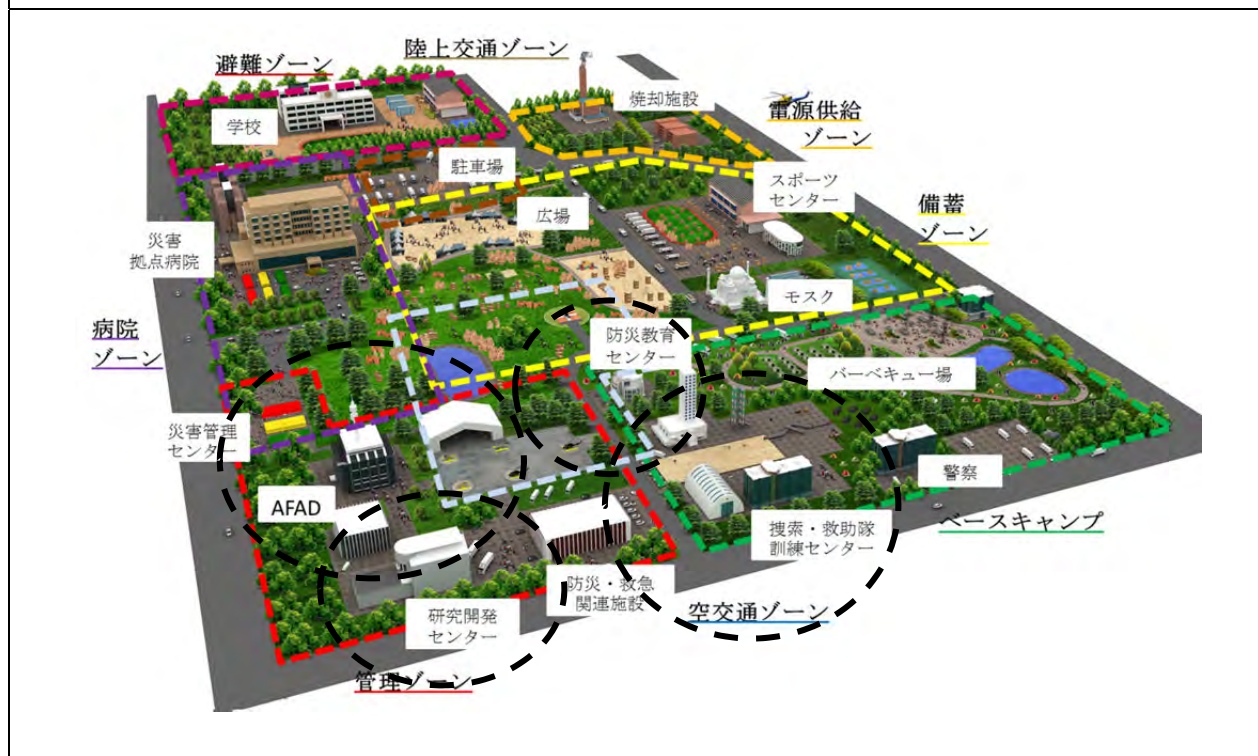 陸上交通ゾーン
避難ゾーン
焼却施設
電源供給
ゾーン
学校
駐車場
スポーツ
センター
備蓄
ゾーン
広場
災害
拠点病院
モスク
病院
ゾーン
防災教育
センター
バーベキュー場
災害管理
センター
警察
AFAD
ベースキャンプ
捜索・救助隊
訓練センター
防災・救急
関連施設
空交通ゾーン
研究開発
センター
管理ゾーン